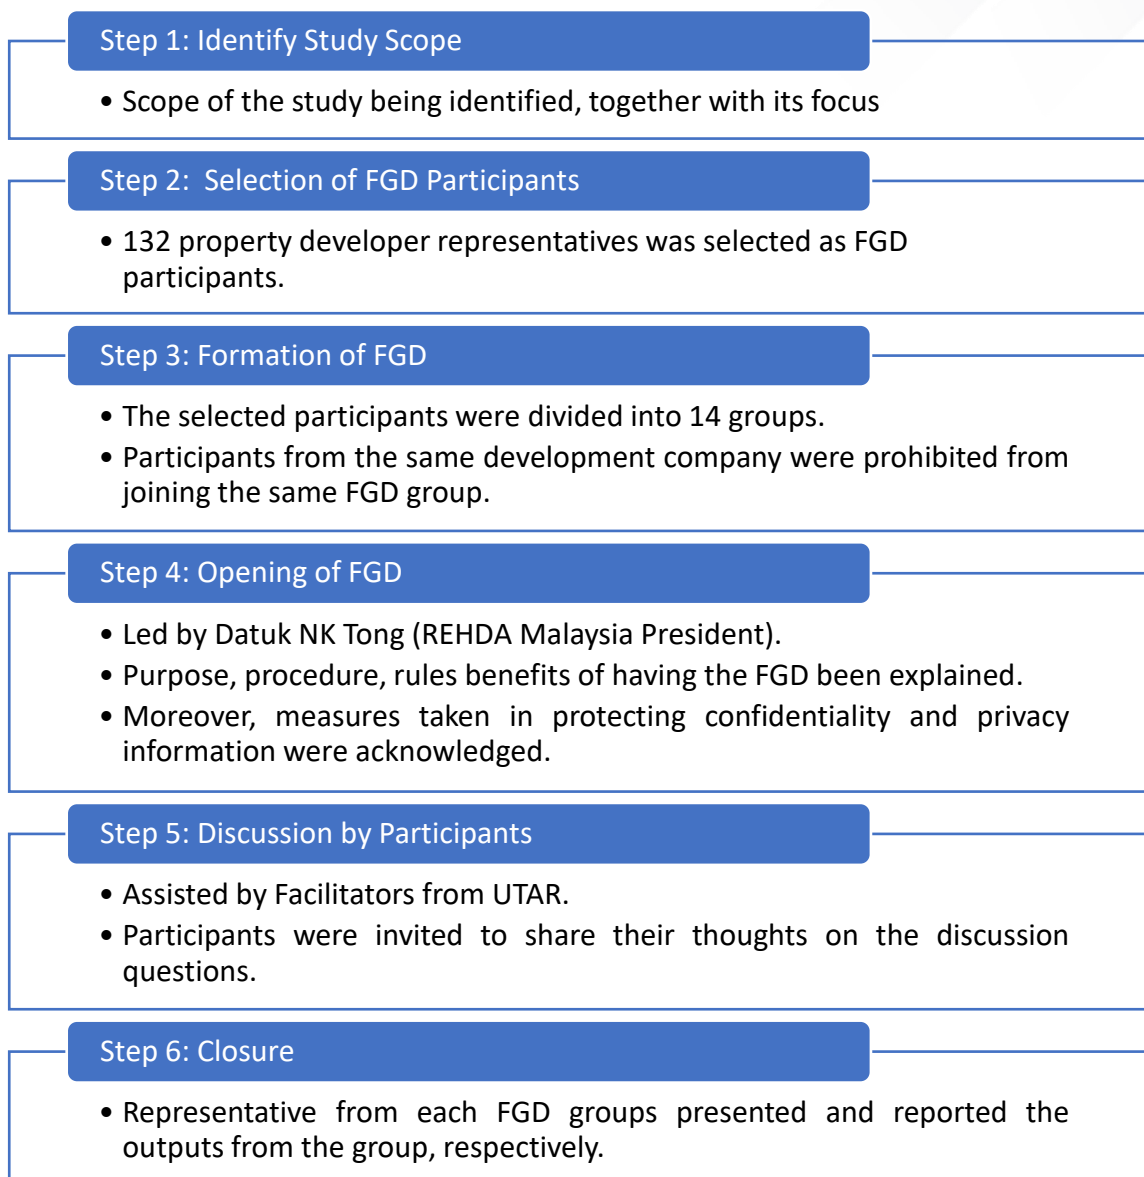 Step 1: Identify Study Scope
• Scope of the study being identified, together with its focus
Step 2:  Selection of FGD Participants
• 132 property developer representatives was selected as FGD
participants.
Step 3: Formation of FGD
• The selected participants were divided into 14 groups.
• Participants from the same development company were prohibited from
joining the same FGD group.
Step 4: Opening of FGD
• Led by Datuk NK Tong (REHDA Malaysia President).
• Purpose, procedure, rules benefits of having the FGD been explained.
• Moreover, measures taken in protecting confidentiality and privacy
information were acknowledged.
Step 5: Discussion by Participants
• Assisted by Facilitators from UTAR.
• Participants were invited to share their thoughts on the discussion
questions.
Step 6: Closure
• Representative from each FGD groups presented and reported the
outputs from the group, respectively.